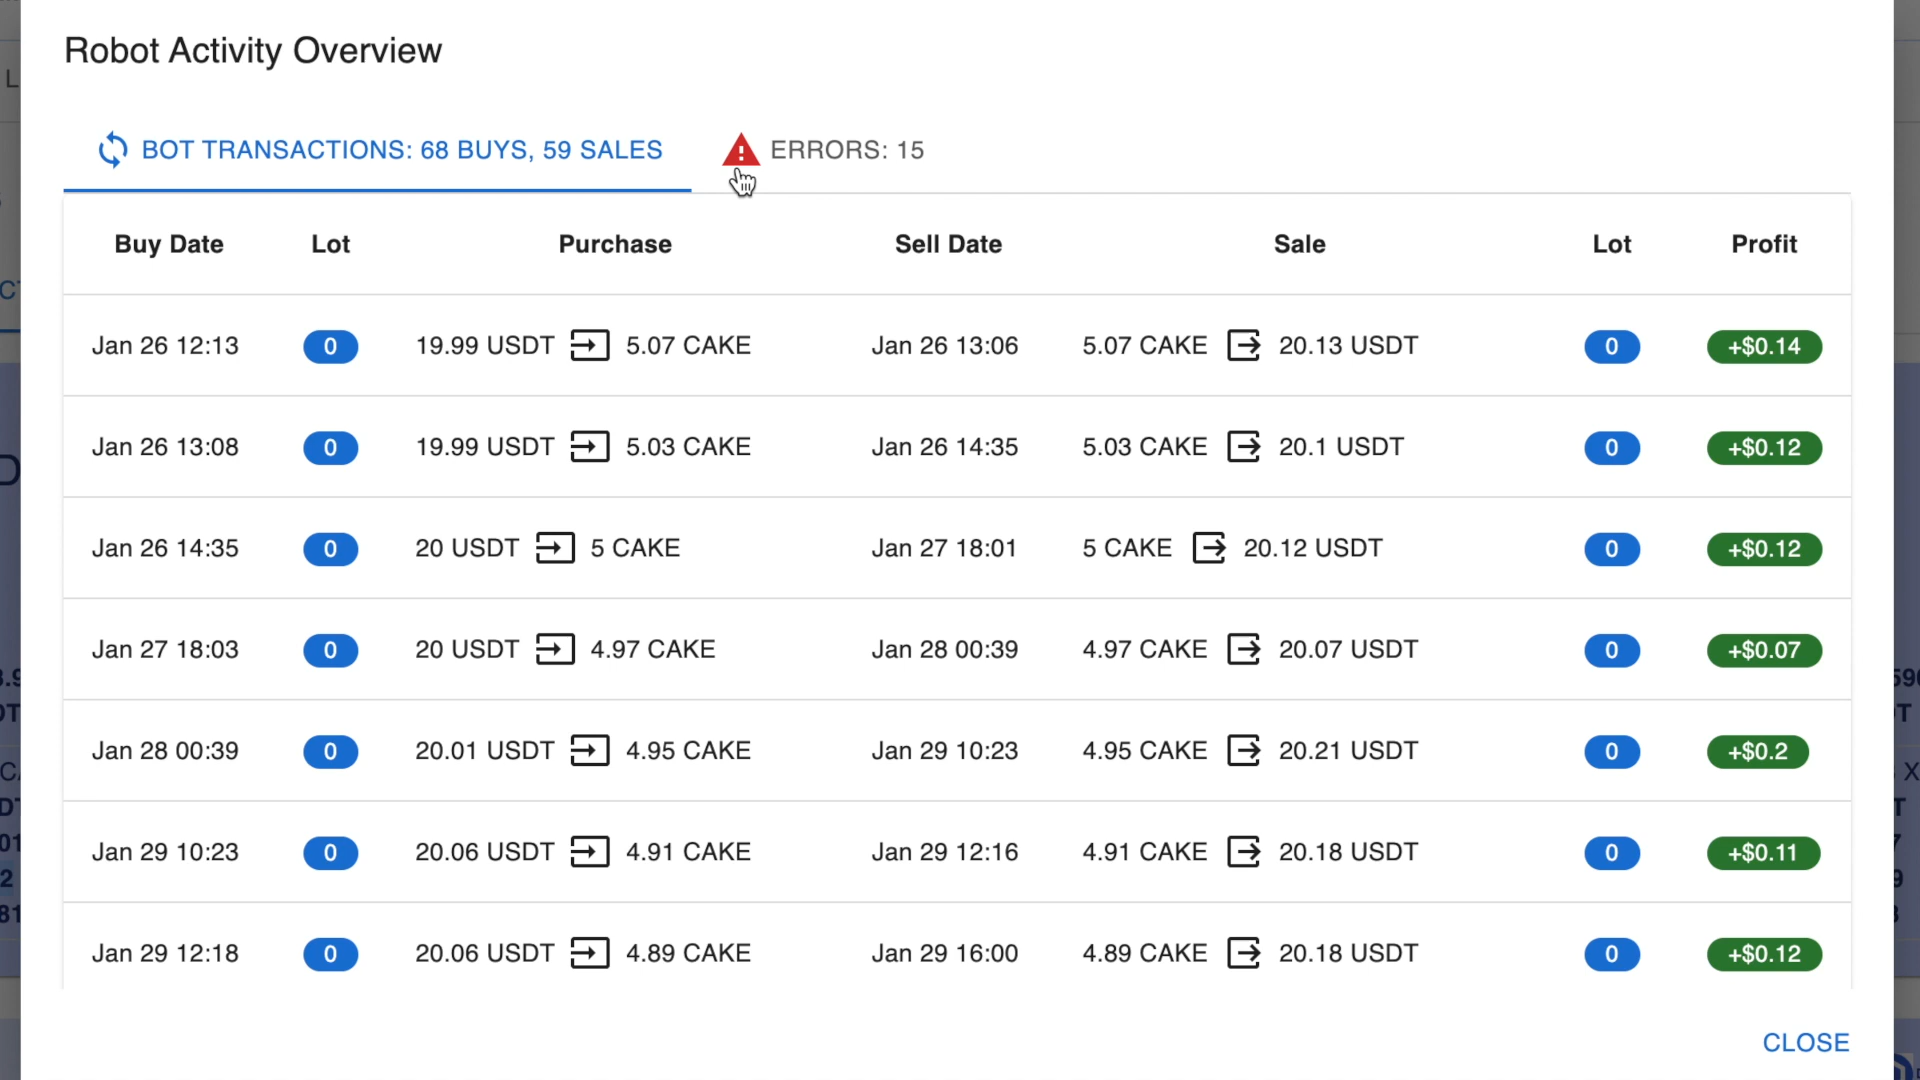 Robot Activity Overview
BOT TRANSACTIONS: 68 BUYS, 59 SALES
ERRORS: 15
Buy Date Lot Purchase Sell Date Sale Lot Profit
Jan 26 12:13 0 19.99 USDT 5.07 CAKE Jan 26 13:06 5.07 CAKE 20.13 USDT 0 +$0.14
Jan 26 13:08 0 19.99 USDT 5.03 CAKE Jan 26 14:35 5.03 CAKE 20.1 USDT 0 +$0.12
Jan 26 14:35 0 20 USDT 5 CAKE Jan 27 18:01 5 CAKE 20.12 USDT 0 +$0.12
Jan 27 18:03 0 20 USDT 4.97 CAKE Jan 28 00:39 4.97 CAKE 20.07 USDT 0 +$0.07
Jan 28 00:39 0 20.01 USDT 4.95 CAKE Jan 29 10:23 4.95 CAKE 20.21 USDT 0 +$0.2
Jan 29 10:23 0 20.06 USDT 4.91 CAKE Jan 29 12:16 4.91 CAKE 20.18 USDT 0 +$0.11
Jan 29 12:18 0 20.06 USDT 4.89 CAKE Jan 29 16:00 4.89 CAKE 20.18 USDT 0 +$0.12
CLOSE